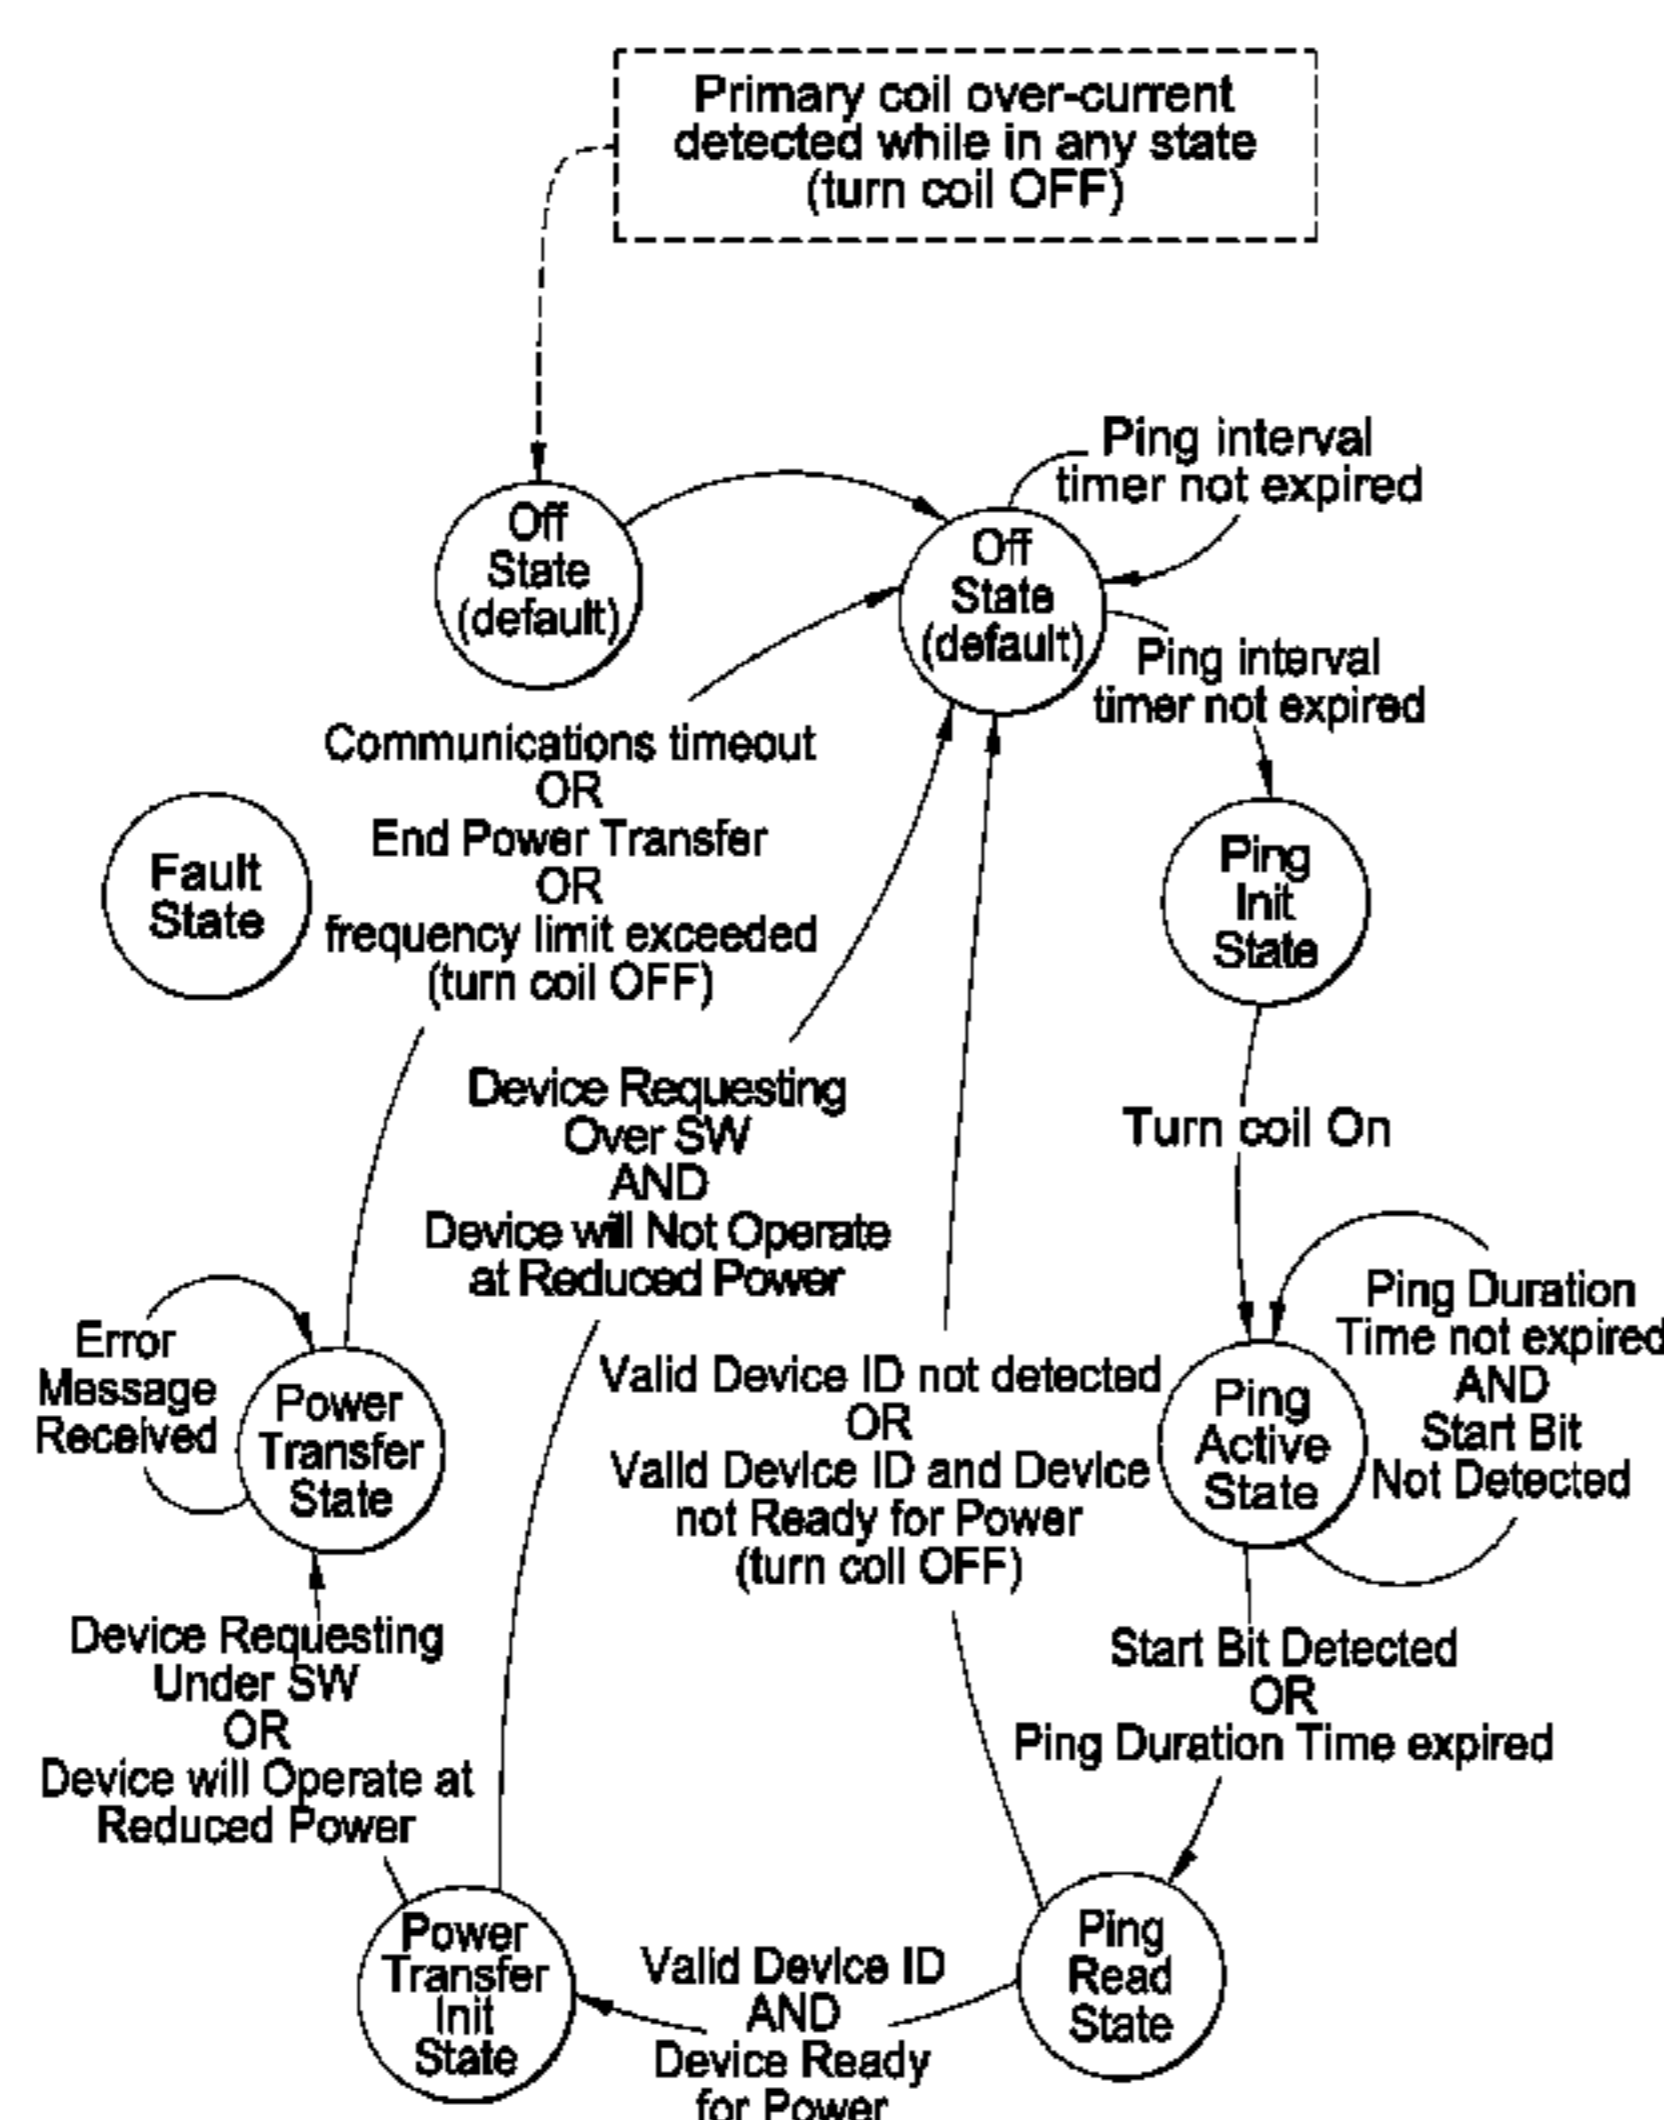 Primary coil over-current
detected while in any state
(turn coil OFF)
Ping interval
timer not expired
Off
State
(default)
Off
State
(default)
Ping interval
timer not expired
Communications timeout
OR
End Power Transfer
OR
frequency limit exceeded
(turn coil OFF)
Fault
State
Ping
Init
State
Device Requesting
Over SW
AND
Device will Not Operate
at Reduced Power
Turn coil On
Ping Duration
Time not expired
AND
Start Bit
Not Detected
Error
Message
Received
Power
Transfer
State
Valid Device ID not detected
OR
Valid Device ID and Device
not Ready for Power
(turn coil OFF)
Ping
Active
State
Device Requesting
Under SW
OR
Device will Operate at
Reduced Power
Start Bit Detected
OR
Ping Duration Time expired
Power
Transfer
Init
State
Valid Device ID
AND
Device Ready
for Power
Ping
Read
State